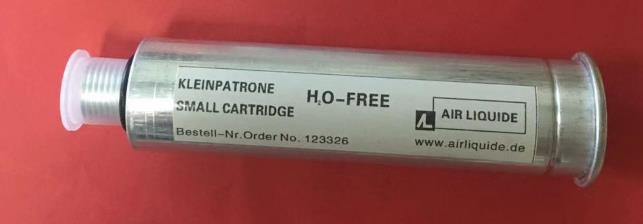 KLEINPATRONE
SMALL CARTRIDGE
H₂O-FREE
Bestell-Nr.Order No. 123326
AIR LIQUIDE
www.airliquide.de